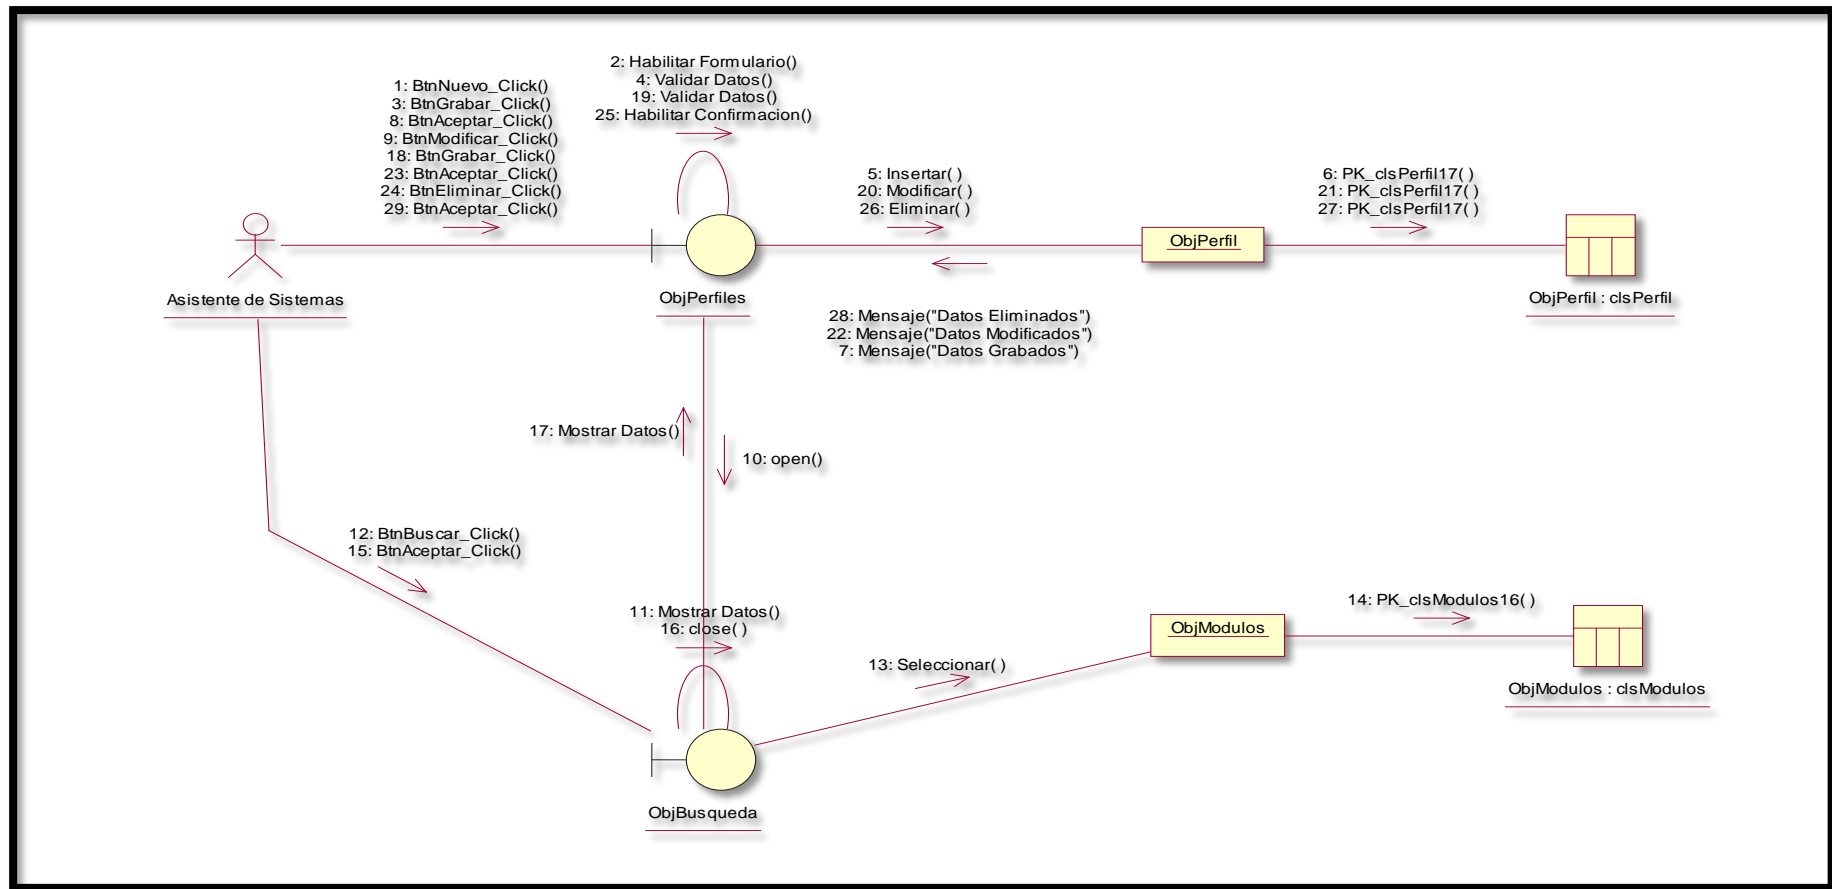 2: Habilitar Formulario()
4: Validar Datos()
19: Validar Datos()
25: Habilitar Confirmacion()
1: BtnNuevo_Click()
3: BtnGrabar_Click()
8: BtnAceptar_Click()
9: BtnModificar_Click()
18: BtnGrabar_Click()
23: BtnAceptar_Click()
24: BtnEliminar_Click()
29: BtnAceptar_Click()
5: Insertar( )
20: Modificar( )
26: Eliminar( )
6: PK_clsPerfil17( )
21: PK_clsPerfil17( )
27: PK_clsPerfil17( )
ObjPerfil
Asistente de Sistemas
ObjPerfiles
ObjPerfil : clsPerfil
28: Mensaje("Datos Eliminados")
22: Mensaje("Datos Modificados")
7: Mensaje("Datos Grabados")
17: Mostrar Datos()
10: open()
12: BtnBuscar_Click()
15: BtnAceptar_Click()
11: Mostrar Datos()
16: close( )
14: PK_clsModulos16( )
ObjModulos
13: Seleccionar( )
ObjModulos : clsModulos
ObjBusqueda